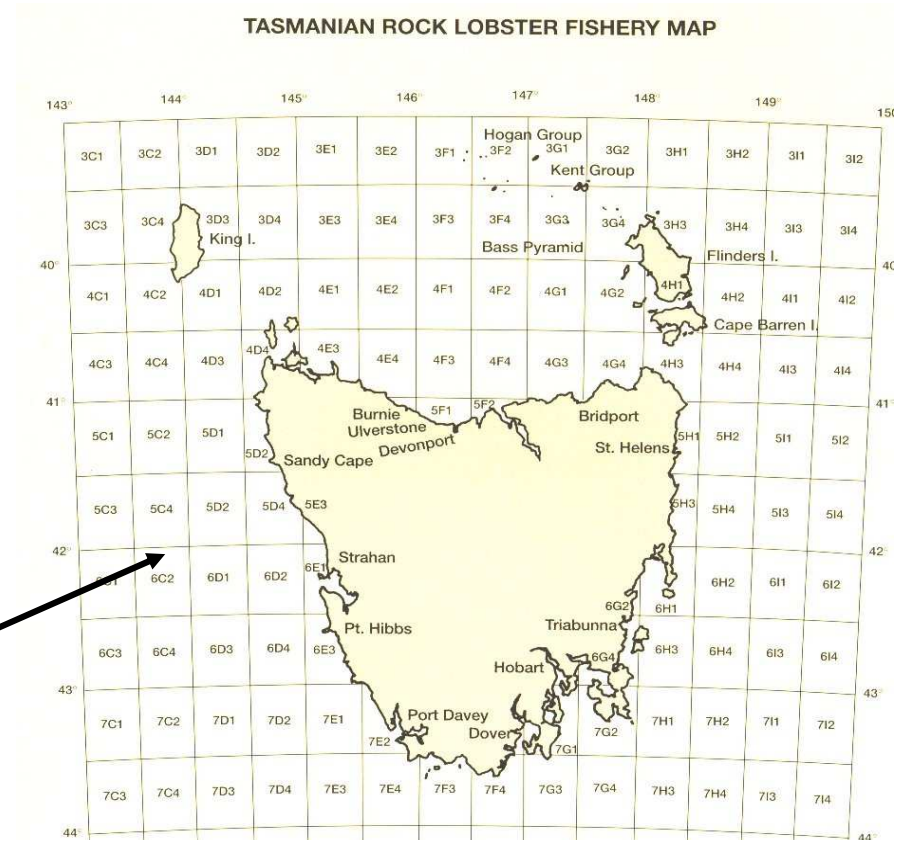 TASMANIAN ROCK LOBSTER FISHERY MAP
143° 144° 145° 146° 147° 148° 149° 150
Hogan Group
3C1 3C2 3D1 3D2 3E1 3E2 3F1 3F2 3G1 3G2 3H1 3H2 3I1 3I2
Kent Group
3C3 3C4 3D3 3D4 3E3 3E4 3F3 3F4 3G3 3G4 3H3 3H4 3I3 3I4
King I.
Bass Pyramid
Flinders I.
40° 40
4C1 4C2 4D1 4D2 4E1 4E2 4F1 4F2 4G1 4G2 4H1 4H2 4I1 4I2
Cape Barren I.
4C3 4C4 4D3 4D4 4E3 4E4 4F3 4F4 4G3 4G4 4H3 4H4 4I3 4I4
41° 41°
5C1 5C2 5D1 5F1 5F2 5H1 5H2 5I1 5I2
Burnie
Ulverstone
Devonport
Bridport
St. Helens
5D2
Sandy Cape
5C3 5C4 5D2 5D4 5E3 5H3 5H4 5I3 5I4
42° 42
Strahan
6C2 6D1 6D2 6E1 6G2 6H1 6H2 6I1 6I2
Pt. Hibbs
Triabunna
6C3 6C4 6D3 6D4 6E3 6G4 6H3 6H4 6I3 6I4
Hobart
43° 43°
7C1 7C2 7D1 7D2 7E1 7E2 7G1 7G2 7H1 7H2 7I1 7I2
Port Davey
Dover
7C3 7C4 7D3 7D4 7E3 7E4 7F3 7F4 7G3 7G4 7H3 7H4 7I3 7I4
44° 44